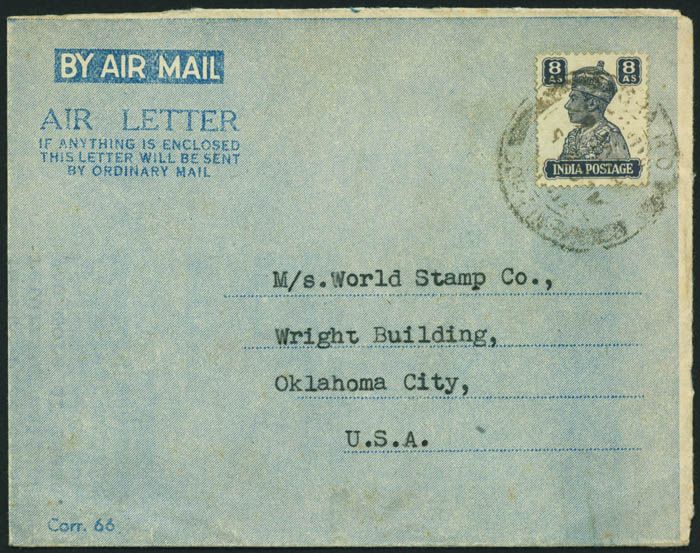 BY AIR MAIL
AIR LETTER
IF ANYTHING IS ENCLOSED
THIS LETTER WILL BE SENT
BY ORDINARY MAIL
8 AS 8 AS
INDIA POSTAGE
M/s.World Stamp Co.,
Wright Building,
Oklahoma City,
U.S.A.
Corr. 66